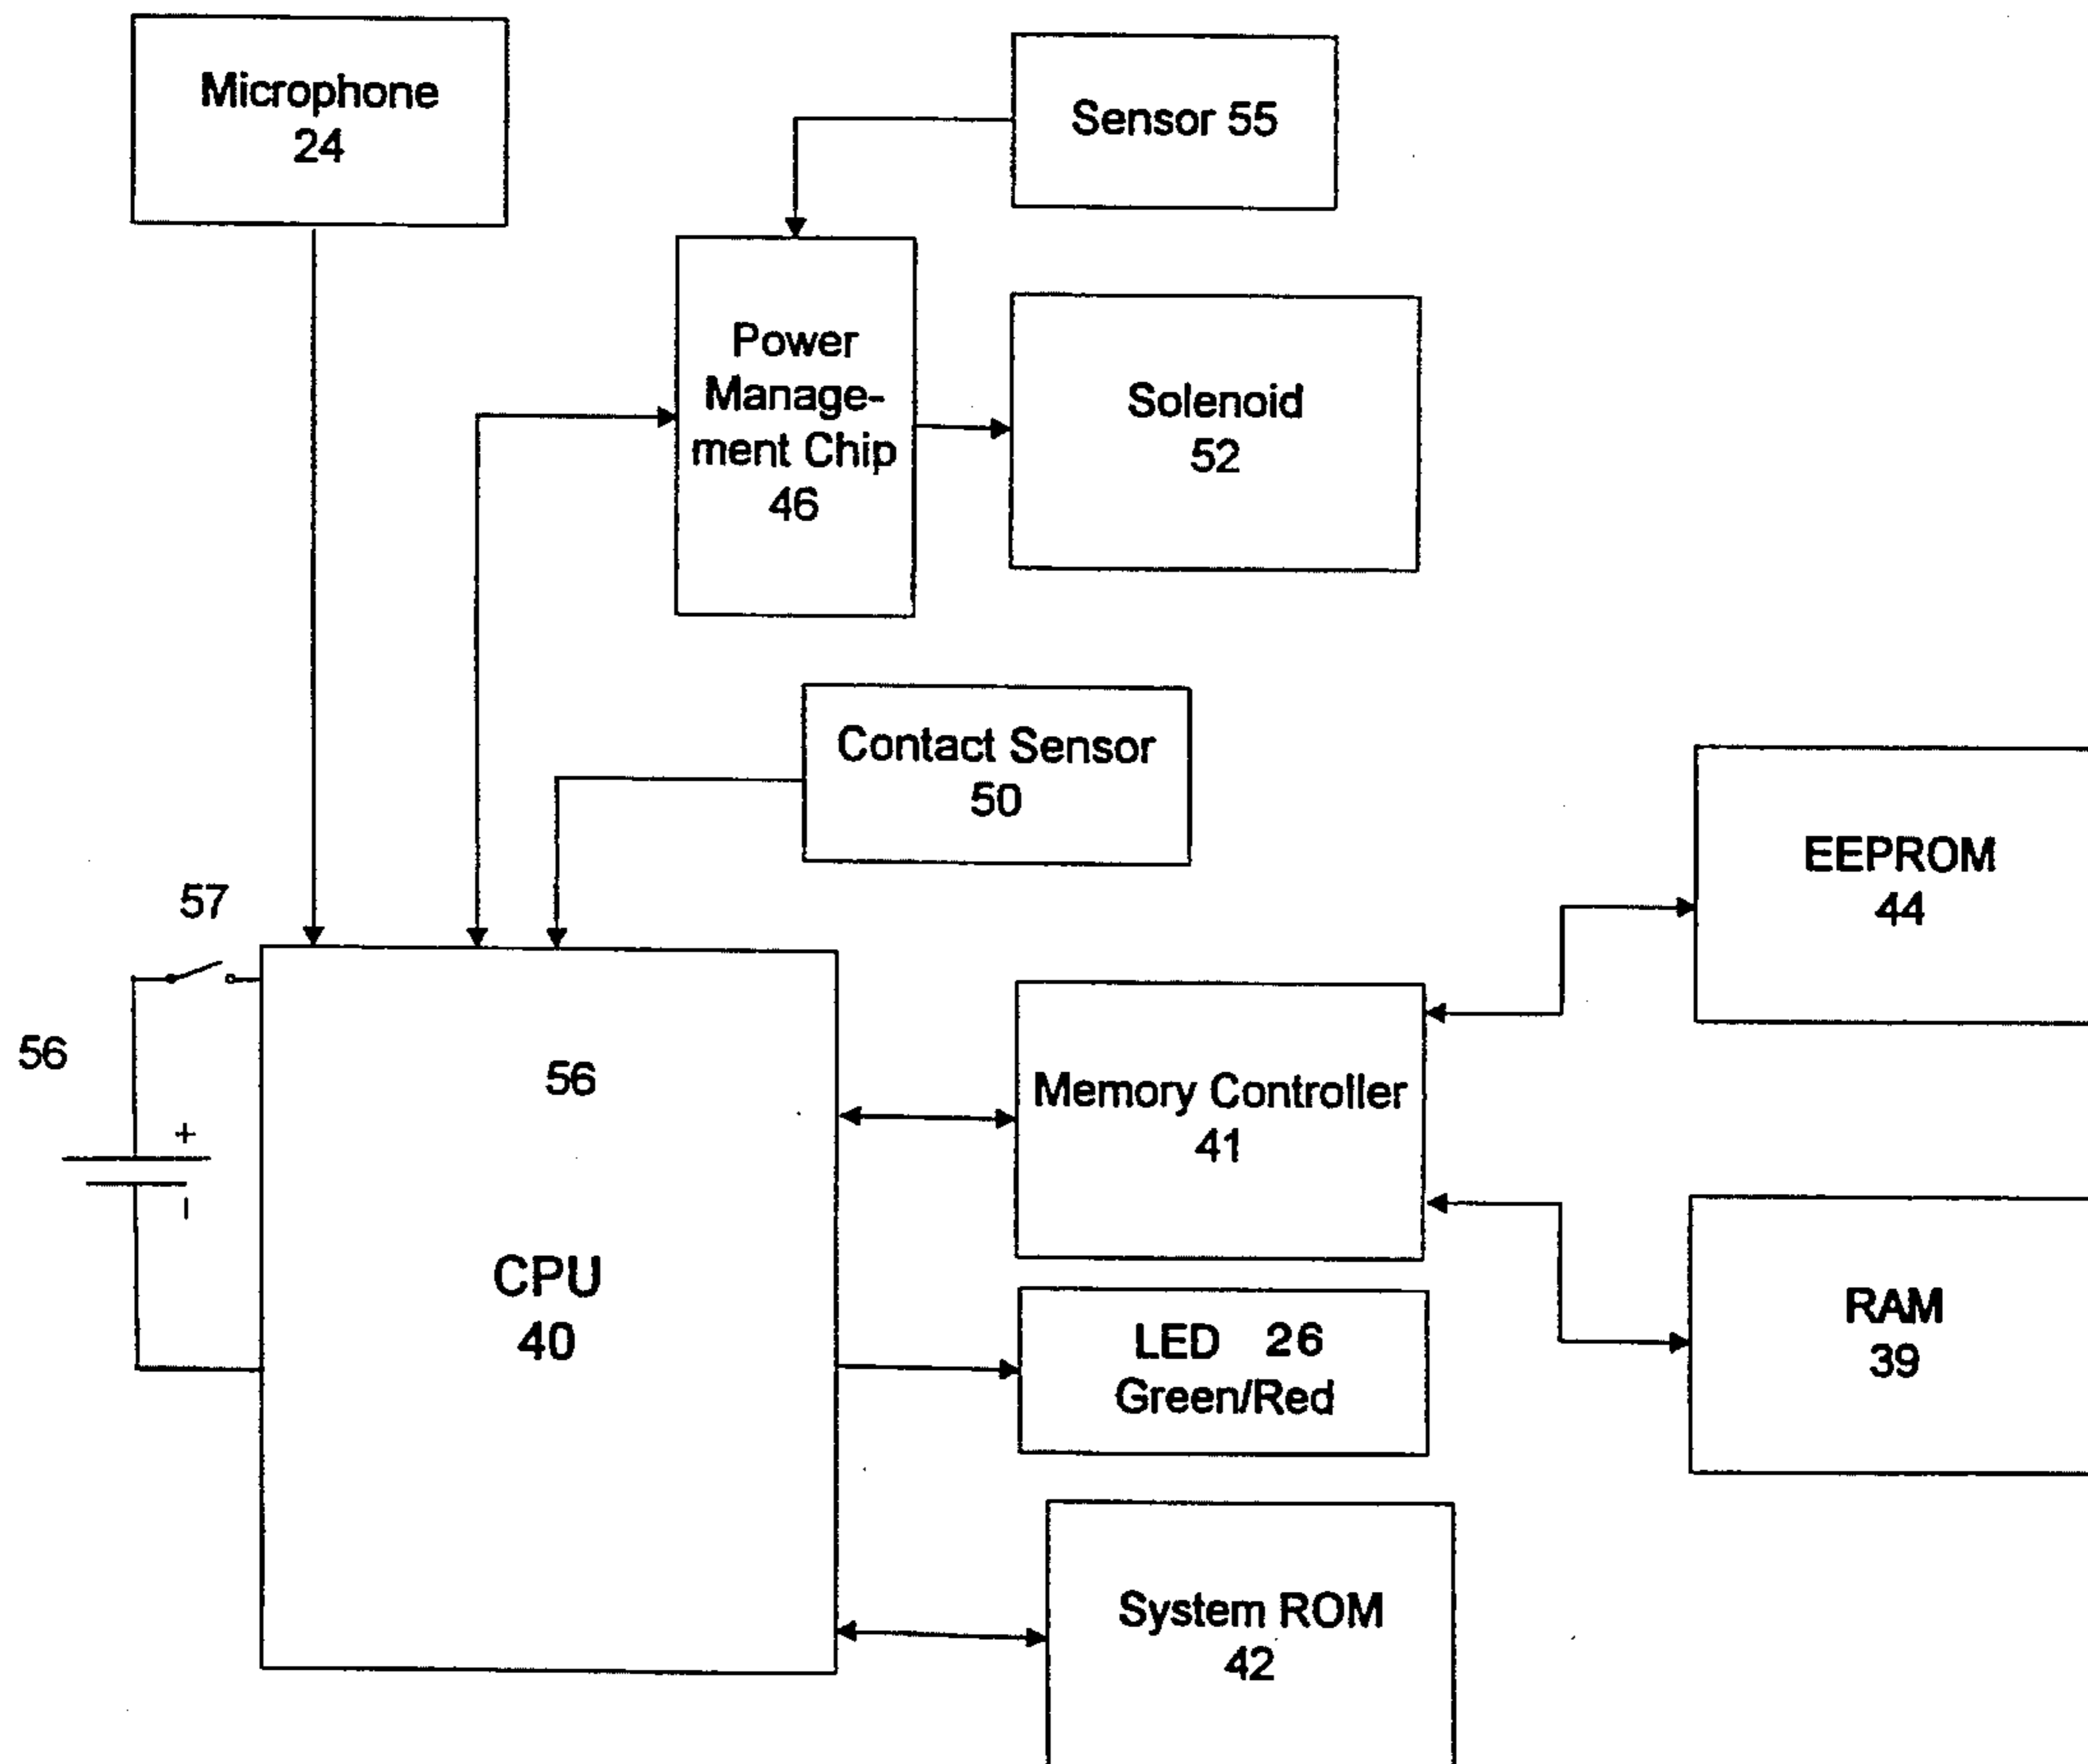 Microphone
24
Sensor 55
Power
Manage-
ment Chip
46
Solenoid
52
Contact Sensor
50
57
56
+
–
56
CPU
40
Memory Controller
41
EEPROM
44
RAM
39
LED 26
Green/Red
System ROM
42